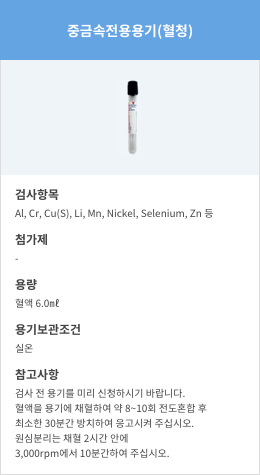 중금속전용용기(혈청)
검사항목
Al, Cr, Cu(S), Li, Mn, Nickel, Selenium, Zn 등
첨가제
-
용량
혈액 6.0㎖
용기보관조건
실온
참고사항
검사 전 용기를 미리 신청하시기 바랍니다.
혈액을 용기에 채혈하여 약 8~10회 전도혼합 후
최소한 30분간 방치하여 응고시켜 주십시오.
원심분리는 채혈 2시간 안에
3,000rpm에서 10분간하여 주십시오.